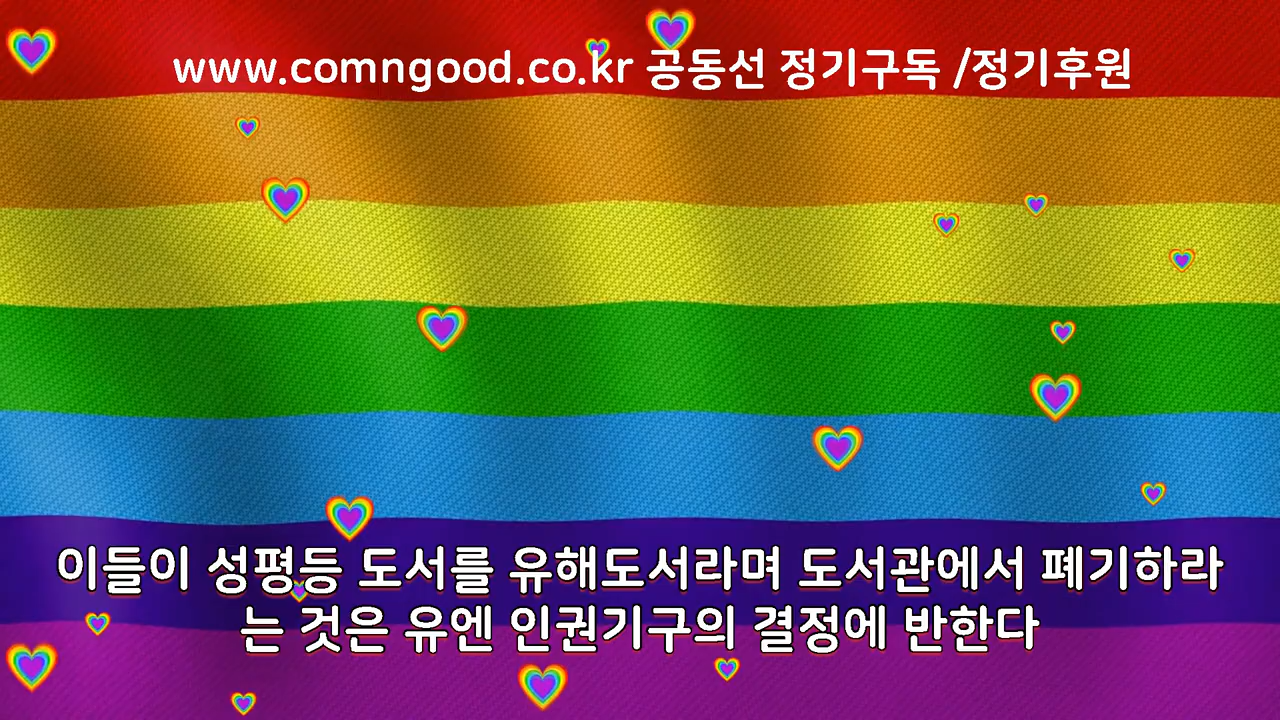 www.comngood.co.kr 공동선 정기구독 /정기후원
이들이 성평등 도서를 유해도서라며 도서관에서 폐기하라
는 것은 유엔 인권기구의 결정에 반한다